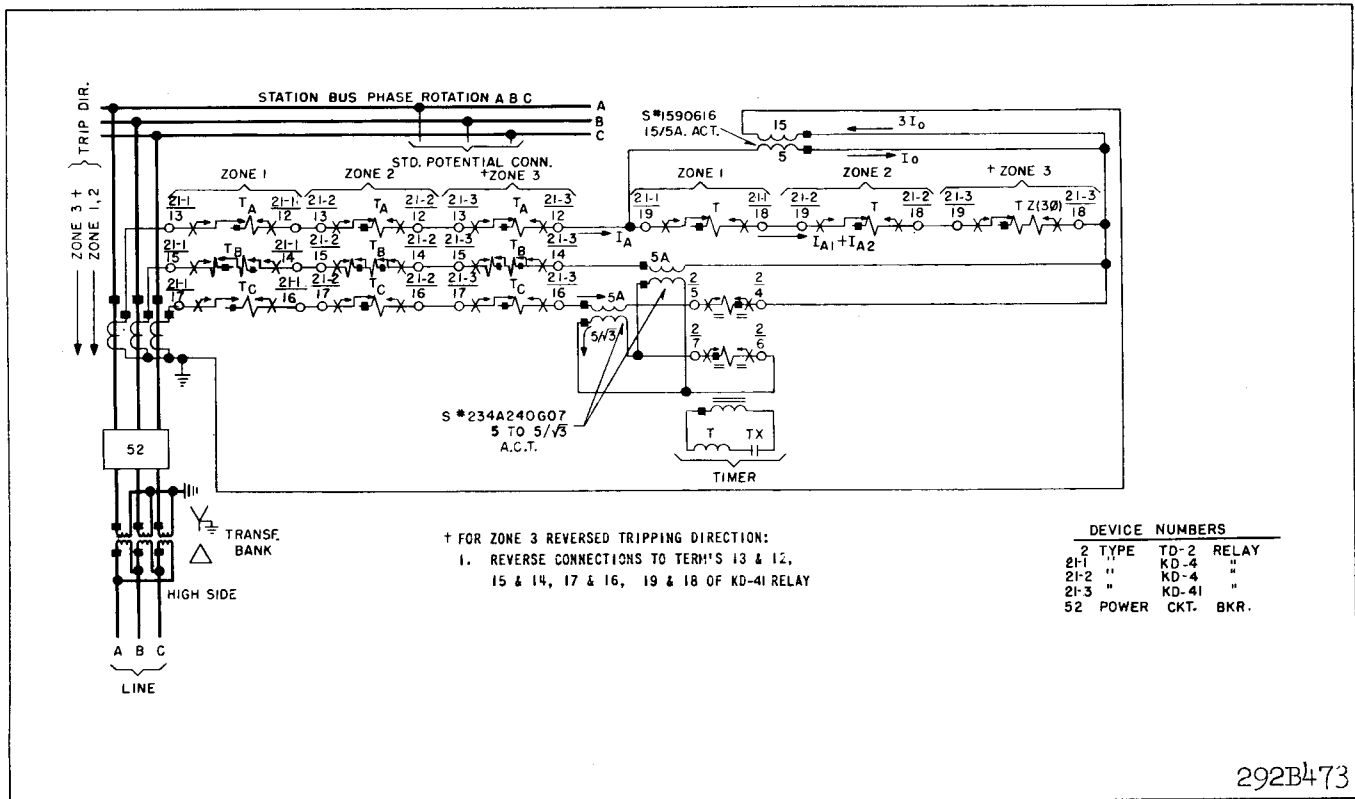 TRIP DIR.
ZONE 3 +
ZONE 1,2
STATION BUS PHASE ROTATION A B C
A
B
C
STD. POTENTIAL CONN.
S#1590616
15/5A. ACT.
15
5
3I₀
I₀
ZONE 1
ZONE 2
+ZONE 3
ZONE 1
ZONE 2
+ ZONE 3
21-1
13
TA
21-1
12
21-2
13
TA
21-2
12
21-3
13
TA
21-3
12
IA
21-1
19
T
21-1
18
21-2
19
T
21-2
18
21-3
19
T Z(3Ø)
21-3
18
IA1+IA2
21-1
15
TB
21-1
14
21-2
15
TB
21-2
14
21-3
15
TB
21-3
14
5A
21-1
17
TC
21-1
16
21-2
17
TC
21-2
16
21-3
17
TC
21-3
16
5A
2
5
2
4
5/√3
2
7
2
6
S#234A240G07
5 TO 5/√3
A.C.T.
T
TX
TIMER
52
TRANSF.
BANK
HIGH SIDE
A B C
LINE
+ FOR ZONE 3 REVERSED TRIPPING DIRECTION:
1. REVERSE CONNECTIONS TO TERM'S 13 & 12,
15 & 14, 17 & 16, 19 & 18 OF KD-41 RELAY
DEVICE NUMBERS
2 TYPE TD-2 RELAY
21-1 " KD-4 "
21-2 " KD-4 "
21-3 " KD-41 "
52 POWER CKT. BKR.
292B473